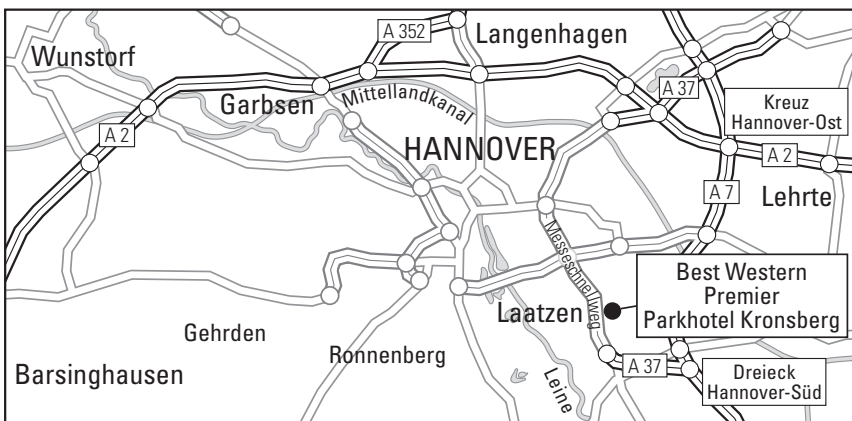 A 352
Langenhagen
Wunstorf
A 37
Garbsen
Mittellandkanal
Kreuz
Hannover-Ost
A 2
HANNOVER
A 2
A 7
Lehrte
Messeschnellweg
Best Western
Premier
Parkhotel Kronsberg
Laatzen
Gehrden
Ronnenberg
Barsinghausen
A 37
Dreieck
Hannover-Süd
Leine